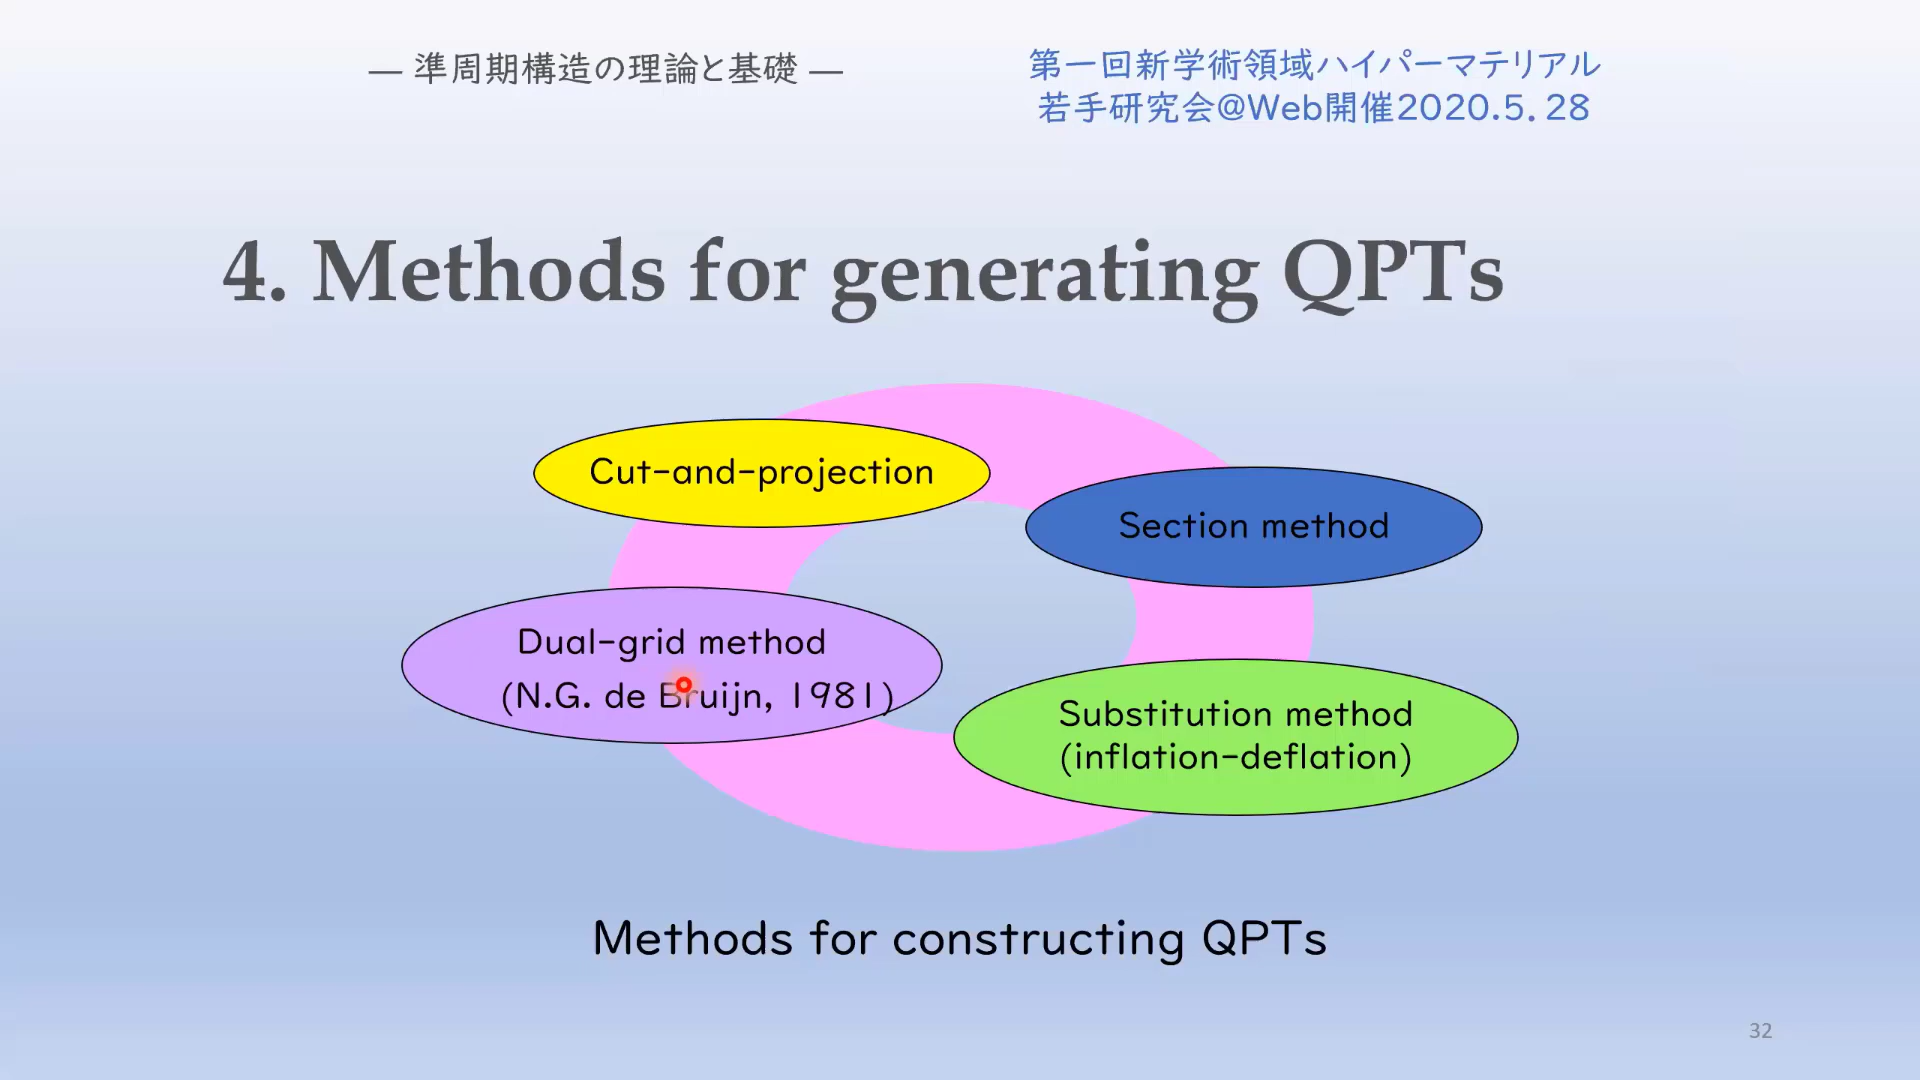 ― 準周期構造の理論と基礎 ―
第一回新学術領域ハイパーマテリアル
若手研究会@Web開催2020.5.28
4. Methods for generating QPTs
Cut-and-projection
Section method
Dual-grid method
(N.G. de Bruijn, 1981)
Substitution method
(inflation-deflation)
Methods for constructing QPTs
32